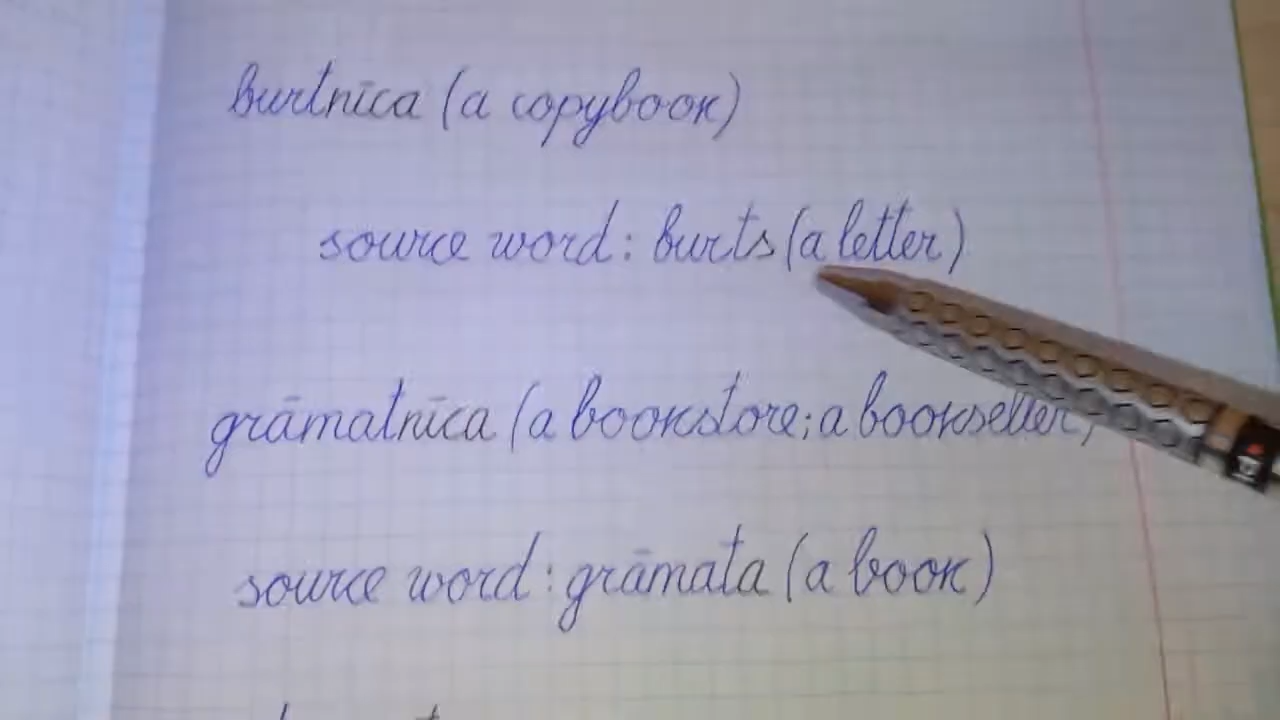 burtnīca (a copybook)
source word: burts (a letter)
grāmatnīca (a bookstore; a bookseller)
source word: grāmata (a book)